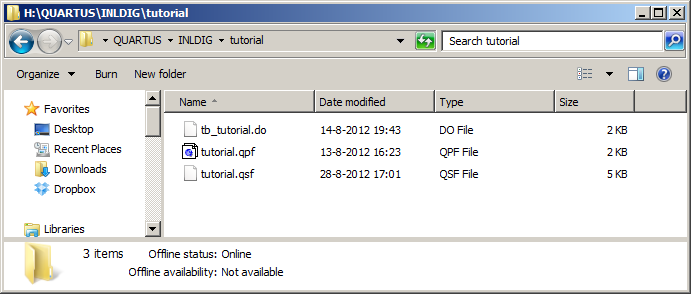 H:\QUARTUS\INLDIG\tutorial
QUARTUS INLDIG tutorial
Search tutorial
Organize Burn New folder
Favorites
Desktop
Recent Places
Downloads
Dropbox
Libraries
Name Date modified Type Size
tb_tutorial.do 14-8-2012 19:43 DO File 2 KB
tutorial.qpf 13-8-2012 16:23 QPF File 2 KB
tutorial.qsf 28-8-2012 17:01 QSF File 5 KB
3 items Offline status: Online
Offline availability: Not available